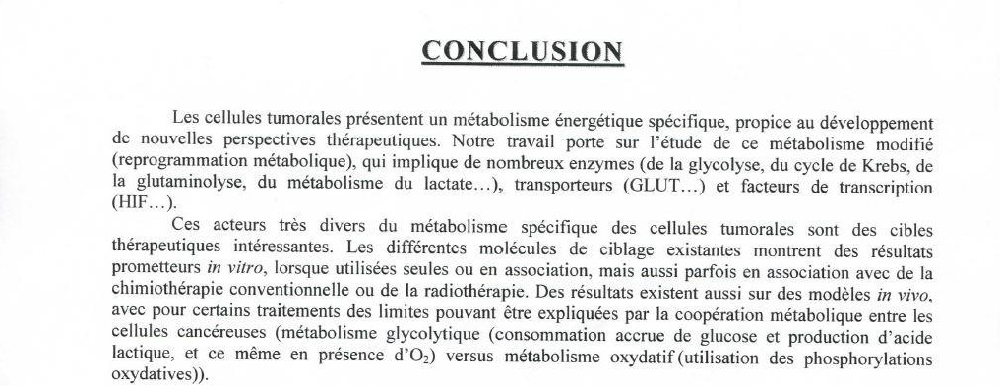 CONCLUSION
Les cellules tumorales présentent un métabolisme énergétique spécifique, propice au développement
de nouvelles perspectives thérapeutiques. Notre travail porte sur l'étude de ce métabolisme modifié
(reprogrammation métabolique), qui implique de nombreux enzymes (de la glycolyse, du cycle de Krebs, de
la glutaminolyse, du métabolisme du lactate…), transporteurs (GLUT…) et facteurs de transcription
(HIF…).
Ces acteurs très divers du métabolisme spécifique des cellules tumorales sont des cibles
thérapeutiques intéressantes. Les différentes molécules de ciblage existantes montrent des résultats
prometteurs in vitro, lorsque utilisées seules ou en association, mais aussi parfois en association avec de la
chimiothérapie conventionnelle ou de la radiothérapie. Des résultats existent aussi sur des modèles in vivo,
avec pour certains traitements des limites pouvant être expliquées par la coopération métabolique entre les
cellules cancéreuses (métabolisme glycolytique (consommation accrue de glucose et production d'acide
lactique, et ce même en présence d'O₂) versus métabolisme oxydatif (utilisation des phosphorylations
oxydatives)).